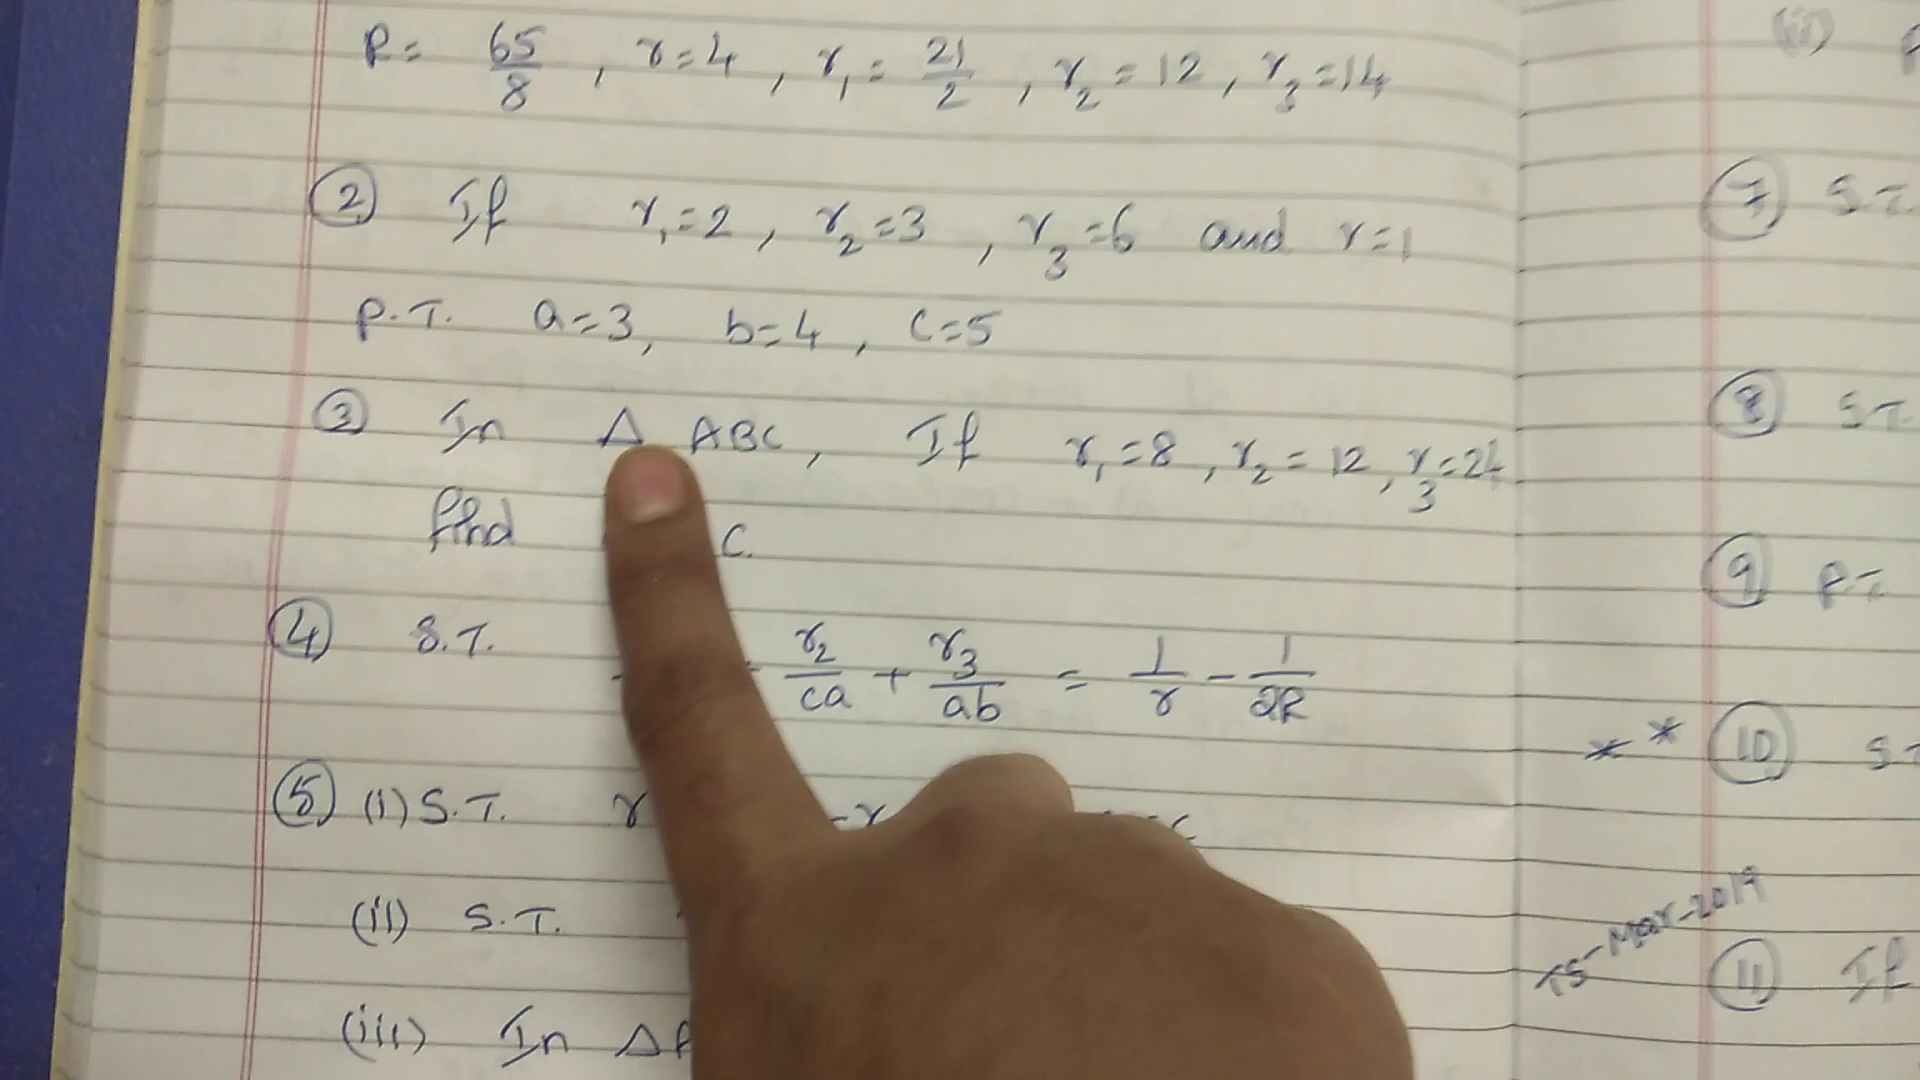 R = 65/8, r=4, r₁ = 21/2, r₂ = 12, r₃ = 14
② If r₁=2, r₂=3, r₃=6 and r=1
P.T. a=3, b=4, c=5
③ In Δ ABC, If r₁=8, r₂=12, r₃=24
find c.
④ S.T. r₂/ca + r₃/ab = 1/r - 1/2R
⑤ (i) S.T. r
(ii) S.T.
(iii) In Δ
(ii)
⑦ S.T.
⑧ S.T.
⑨ P.T
** ⑩ S.T
TS-Mar-2019
⑪ If